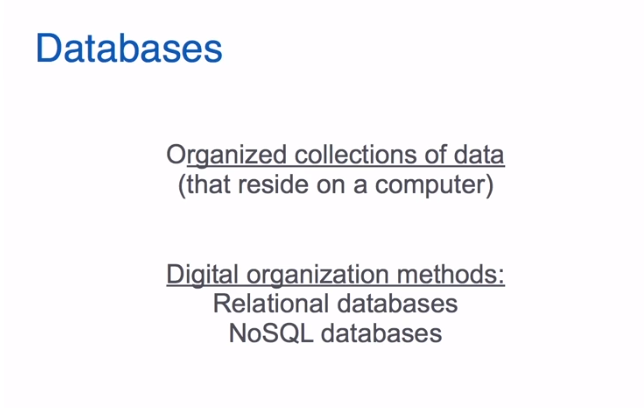 Databases
Organized collections of data
(that reside on a computer)
Digital organization methods:
Relational databases
NoSQL databases